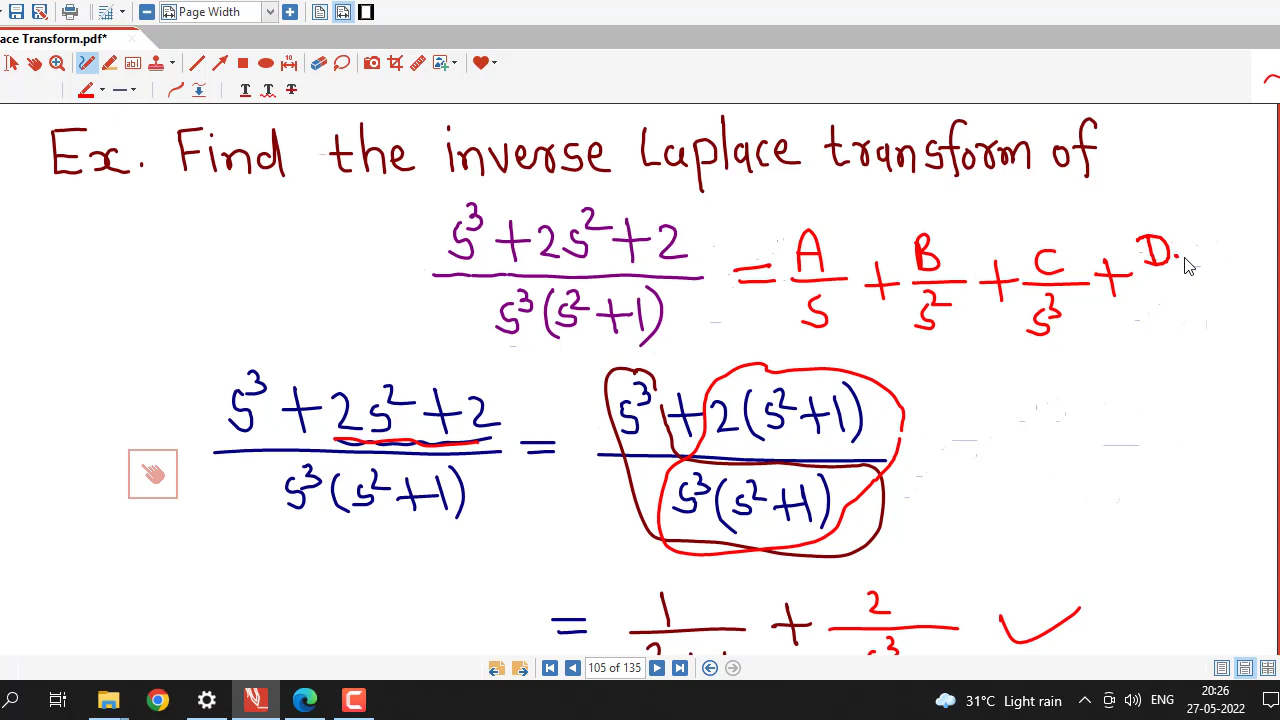 Page Width
place Transform.pdf*
Ex. Find the inverse Laplace transform of
s³+2s²+2 / s³(s²+1) = A/s + B/s² + C/s³ + D.
s³+2s²+2 / s³(s²+1) = s³+2(s²+1) / s³(s²+1)
= 1 / + 2 / s³ ✓
105 of 135
31°C Light rain ENG 20:26
27-05-2022